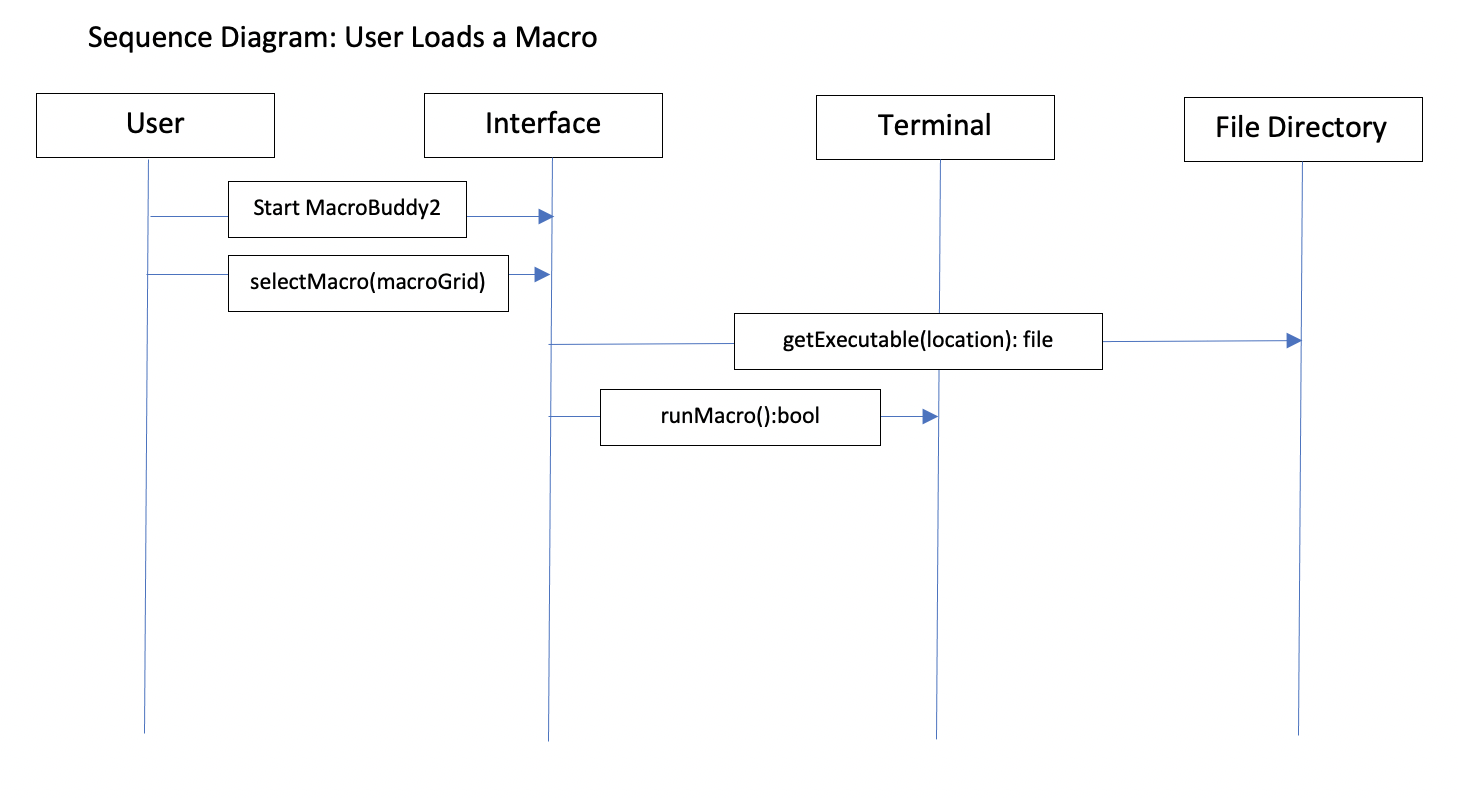 Sequence Diagram: User Loads a Macro
User
Interface
Terminal
File Directory
Start MacroBuddy2
selectMacro(macroGrid)
getExecutable(location): file
runMacro():bool